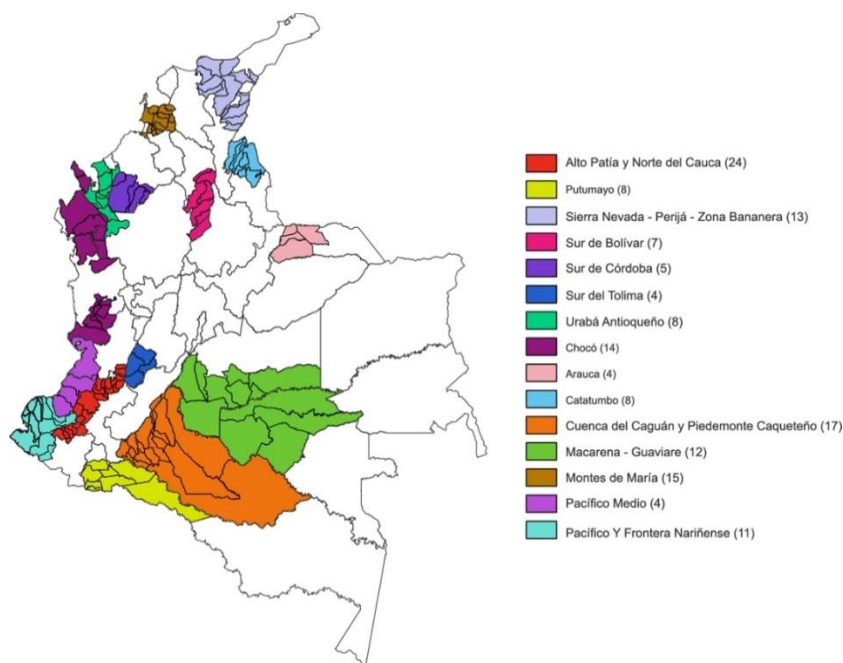 Alto Patía y Norte del Cauca (24)
Putumayo (8)
Sierra Nevada - Perijá - Zona Bananera (13)
Sur de Bolívar (7)
Sur de Córdoba (5)
Sur del Tolima (4)
Urabá Antioqueño (8)
Chocó (14)
Arauca (4)
Catatumbo (8)
Cuenca del Caguán y Piedemonte Caqueteño (17)
Macarena - Guaviare (12)
Montes de María (15)
Pacífico Medio (4)
Pacífico Y Frontera Nariñense (11)